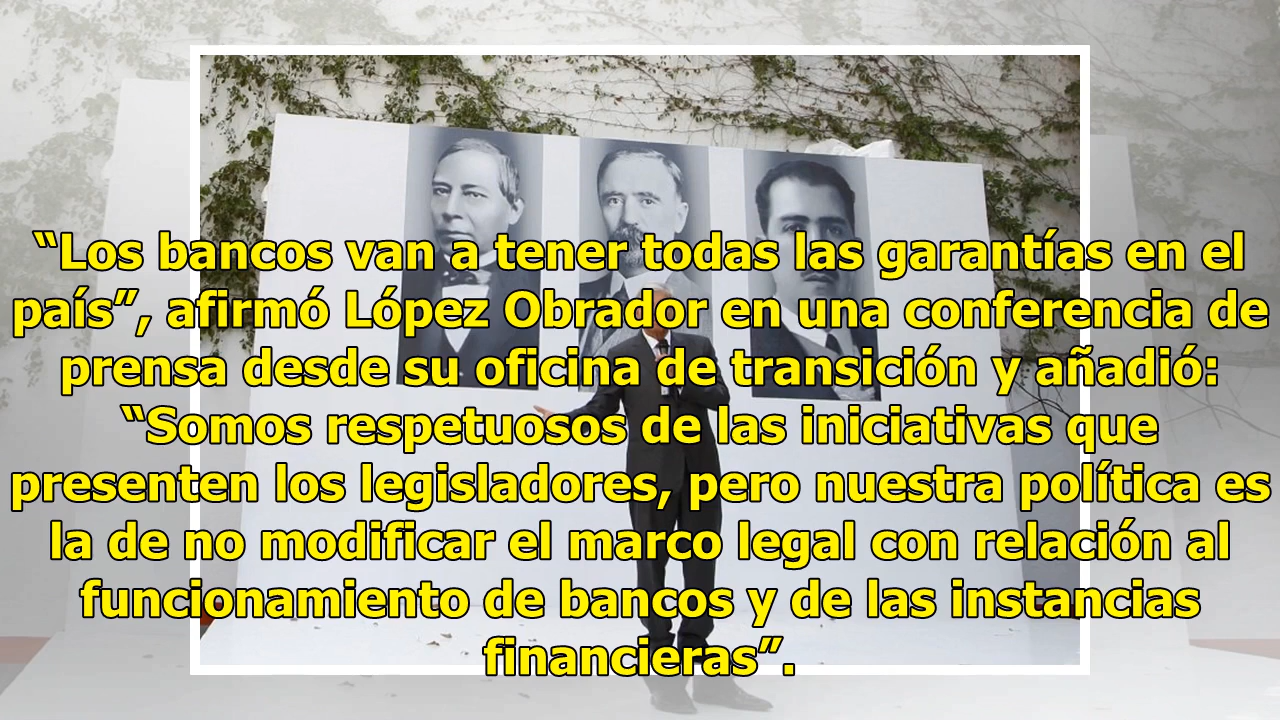 “Los bancos van a tener todas las garantías en el
país”, afirmó López Obrador en una conferencia de
prensa desde su oficina de transición y añadió:
“Somos respetuosos de las iniciativas que
presenten los legisladores, pero nuestra política es
la de no modificar el marco legal con relación al
funcionamiento de bancos y de las instancias
financieras”.